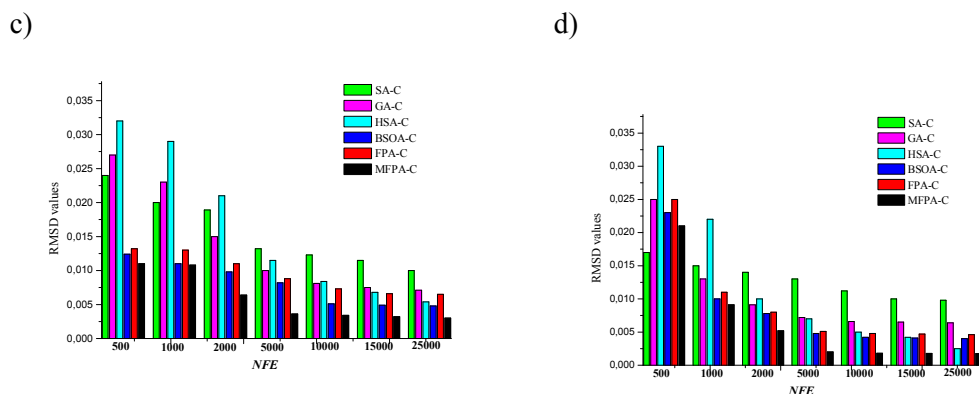 c)
SA-C
GA-C
HSA-C
BSOA-C
FPA-C
MFPA-C
0,035
0,030
0,025
0,020
0,015
0,010
0,005
0,000
RMSD values
500 1000 2000 5000 10000 15000 25000
NFE
d)
SA-C
GA-C
HSA-C
BSOA-C
FPA-C
MFPA-C
0,035
0,030
0,025
0,020
0,015
0,010
0,005
0,000
RMSD values
500 1000 2000 5000 10000 15000 25000
NFE